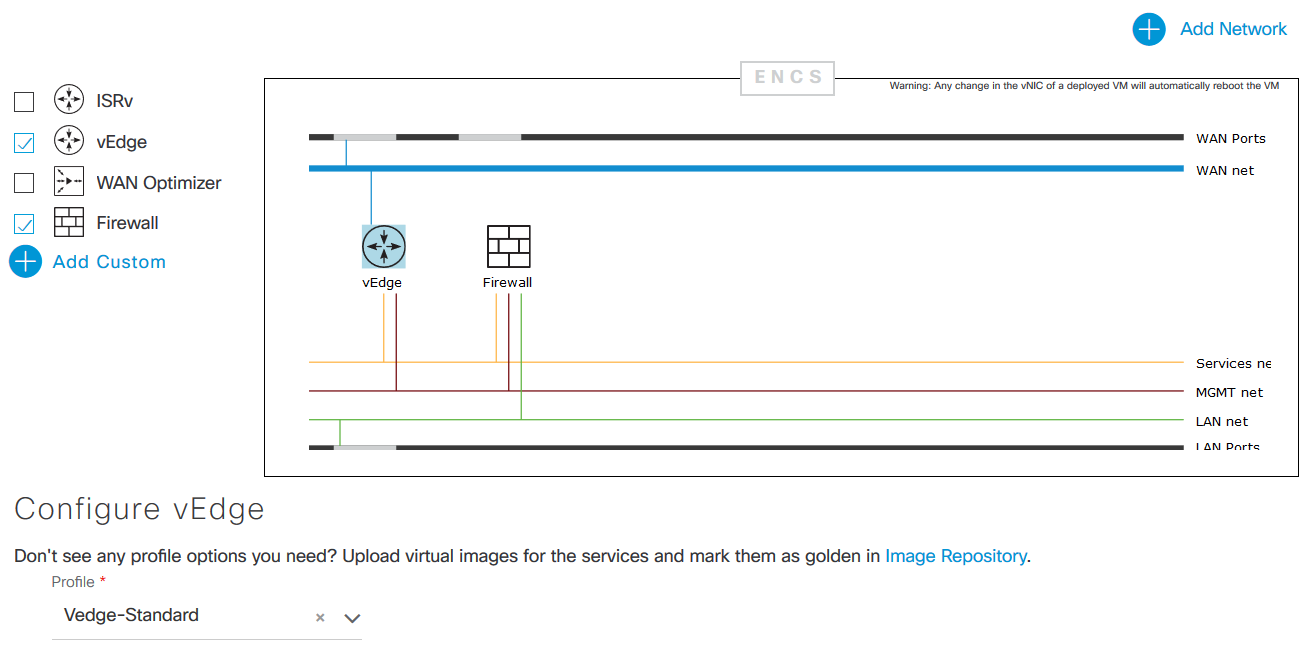 Add Network
ENCS
Warning: Any change in the vNIC of a deployed VM will automatically reboot the VM
ISRv
vEdge
WAN Optimizer
Firewall
Add Custom
WAN Ports
WAN net
vEdge
Firewall
Services ne
MGMT net
LAN net
LAN Ports
Configure vEdge
Don't see any profile options you need? Upload virtual images for the services and mark them as golden in Image Repository.
Profile *
Vedge-Standard